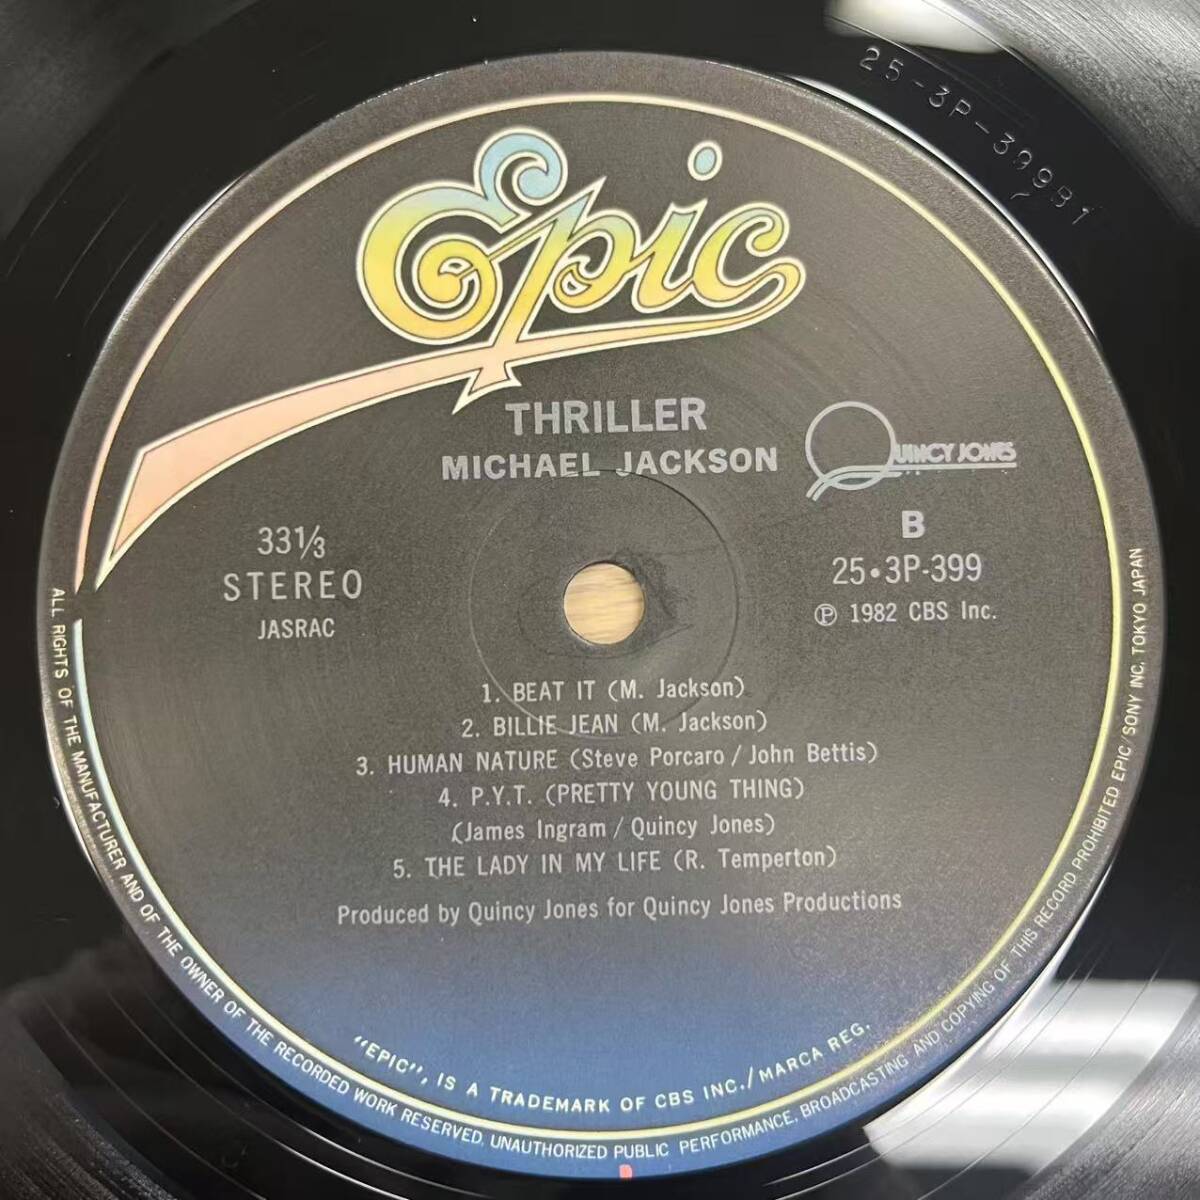 25-3P-399B1
Epic
THRILLER
MICHAEL JACKSON
QUINCY JONES
33⅓
STEREO
JASRAC
B
25•3P-399
Ⓟ 1982 CBS Inc.
1. BEAT IT (M. Jackson)
2. BILLIE JEAN (M. Jackson)
3. HUMAN NATURE (Steve Porcaro / John Bettis)
4. P.Y.T. (PRETTY YOUNG THING)
(James Ingram / Quincy Jones)
5. THE LADY IN MY LIFE (R. Temperton)
Produced by Quincy Jones for Quincy Jones Productions
"EPIC", IS A TRADEMARK OF CBS INC./MARCA REG.
ALL RIGHTS OF THE MANUFACTURER AND OF THE OWNER OF THE RECORDED WORK RESERVED. UNAUTHORIZED PUBLIC PERFORMANCE, BROADCASTING AND COPYING OF THIS RECORD PROHIBITED EPIC/SONY INC. TOKYO JAPAN